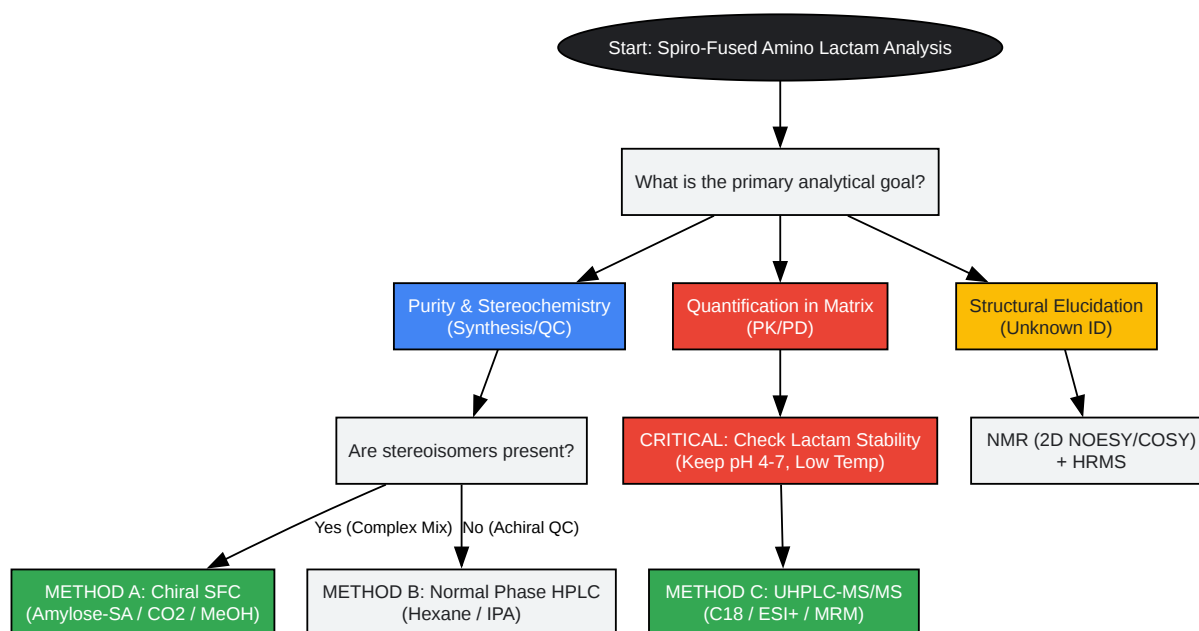 Start: Spiro-Fused Amino Lactam Analysis
What is the primary analytical goal?
Purity & Stereochemistry
(Synthesis/QC)
Quantification in Matrix
(PK/PD)
Structural Elucidation
(Unknown ID)
Are stereoisomers present?
CRITICAL: Check Lactam Stability
(Keep pH 4-7, Low Temp)
NMR (2D NOESY/COSY)
+ HRMS
Yes (Complex Mix)
No (Achiral QC)
METHOD A: Chiral SFC
(Amylose-SA / CO2 / MeOH)
METHOD B: Normal Phase HPLC
(Hexane / IPA)
METHOD C: UHPLC-MS/MS
(C18 / ESI+ / MRM)